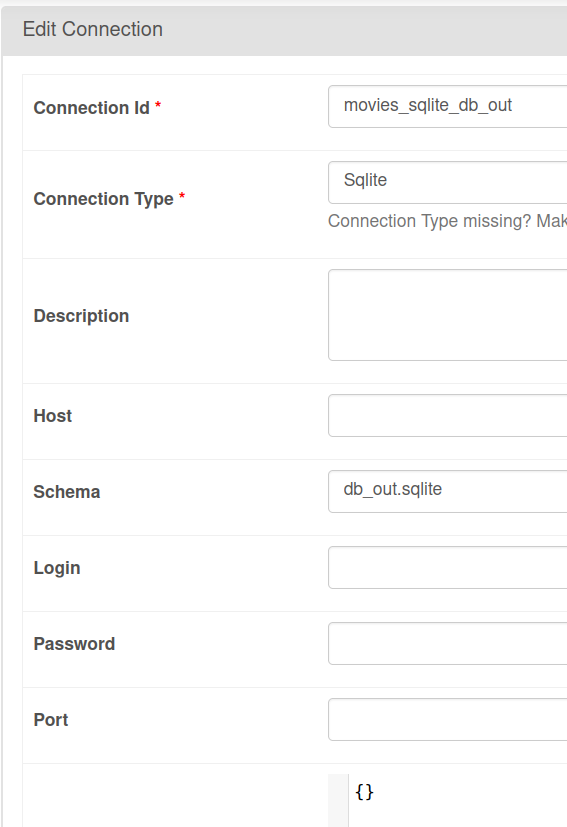 Edit Connection
Connection Id *
movies_sqlite_db_out
Connection Type *
Sqlite
Connection Type missing? Mak
Description
Host
Schema
db_out.sqlite
Login
Password
Port
{}